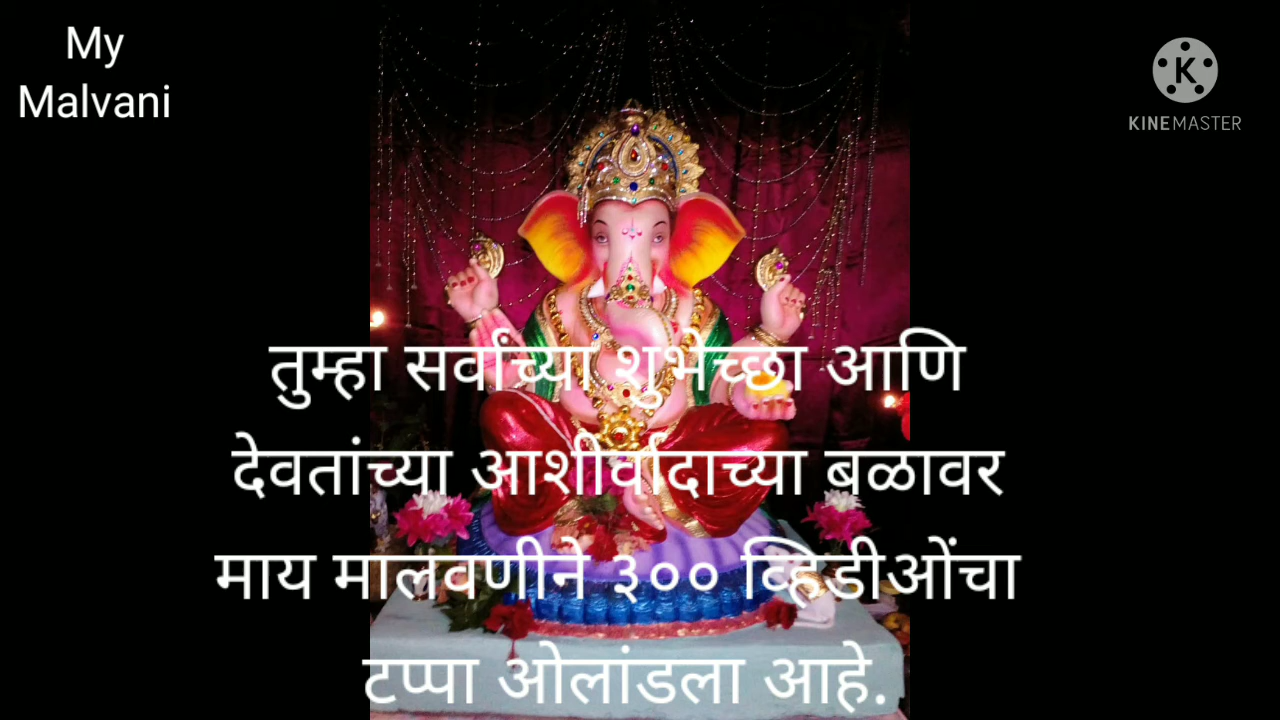 My
Malvani
KINEMASTER
तुम्हा सर्वांच्या शुभेच्छा आणि
देवतांच्या आशीर्वादाच्या बळावर
माय मालवणीने ३०० व्हिडीओंचा
टप्पा ओलांडला आहे.